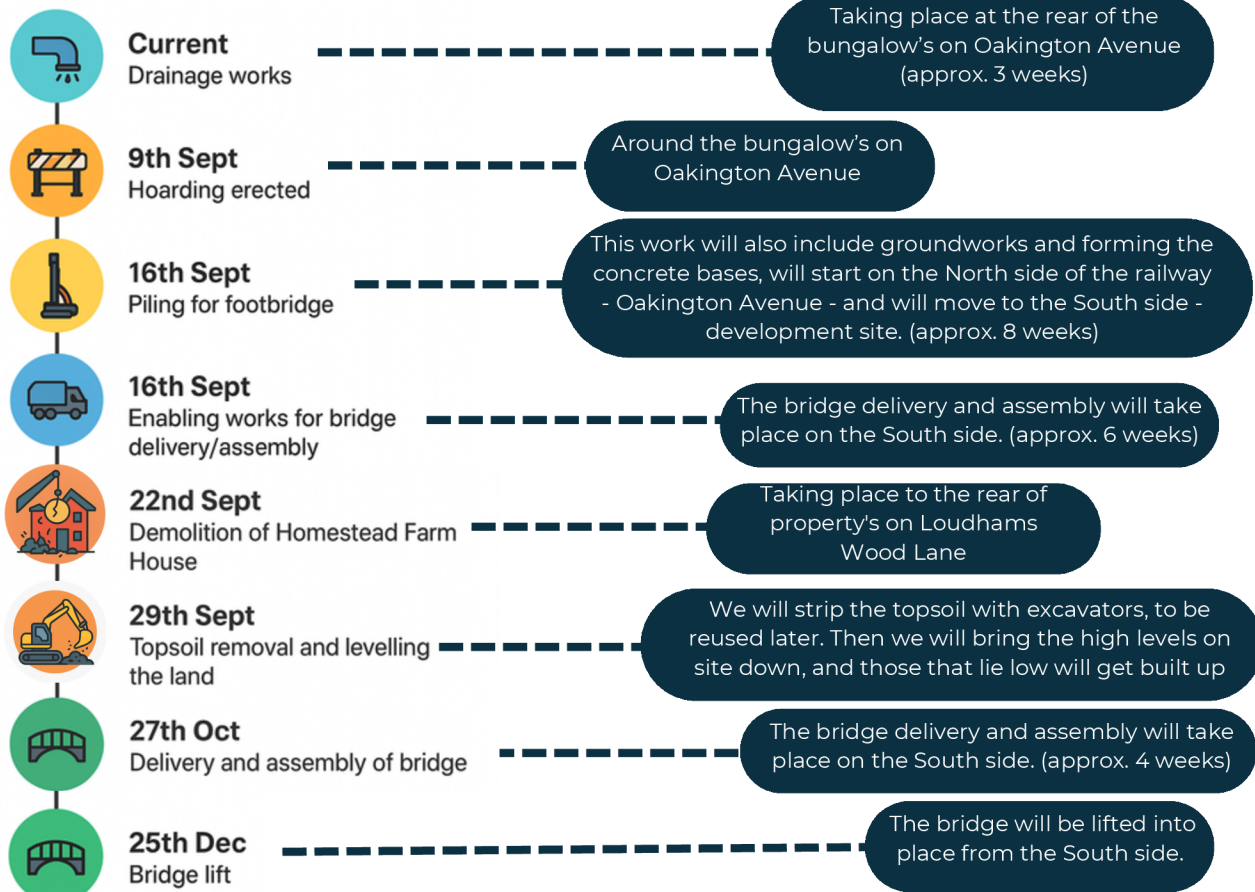 Current
Drainage works
Taking place at the rear of the
bungalow's on Oakington Avenue
(approx. 3 weeks)
9th Sept
Hoarding erected
Around the bungalow's on
Oakington Avenue
16th Sept
Piling for footbridge
This work will also include groundworks and forming the
concrete bases, will start on the North side of the railway
- Oakington Avenue - and will move to the South side -
development site. (approx. 8 weeks)
16th Sept
Enabling works for bridge
delivery/assembly
The bridge delivery and assembly will take
place on the South side. (approx. 6 weeks)
22nd Sept
Demolition of Homestead Farm
House
Taking place to the rear of
property's on Loudhams
Wood Lane
29th Sept
Topsoil removal and levelling
the land
We will strip the topsoil with excavators, to be
reused later. Then we will bring the high levels on
site down, and those that lie low will get built up
27th Oct
Delivery and assembly of bridge
The bridge delivery and assembly will take
place on the South side. (approx. 4 weeks)
25th Dec
Bridge lift
The bridge will be lifted into
place from the South side.